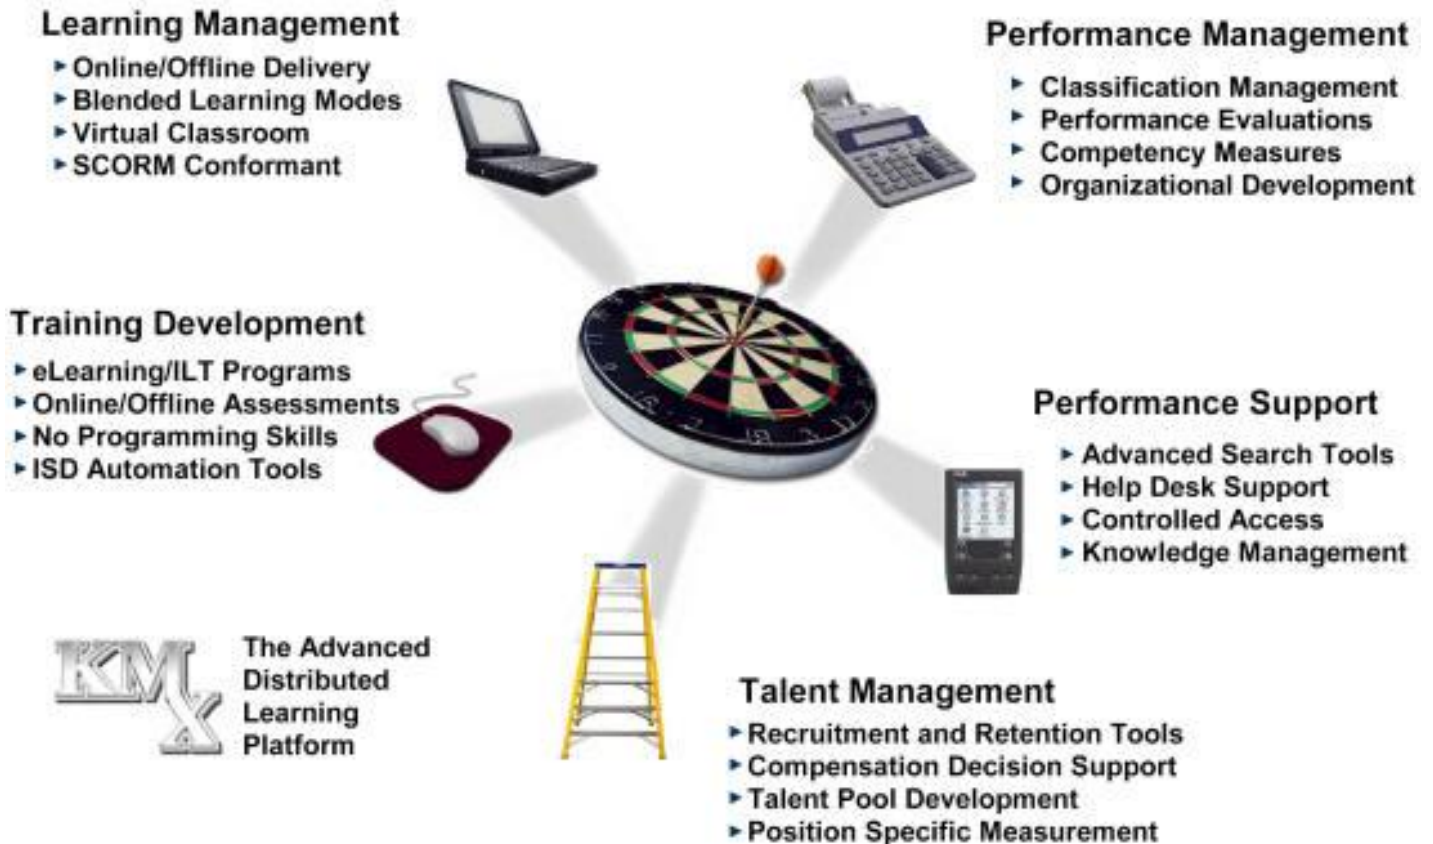 Learning Management
Online/Offline Delivery
Blended Learning Modes
Virtual Classroom
SCORM Conformant
Performance Management
Classification Management
Performance Evaluations
Competency Measures
Organizational Development
Training Development
eLearning/ILT Programs
Online/Offline Assessments
No Programming Skills
ISD Automation Tools
Performance Support
Advanced Search Tools
Help Desk Support
Controlled Access
Knowledge Management
KMX
The Advanced
Distributed
Learning
Platform
Talent Management
Recruitment and Retention Tools
Compensation Decision Support
Talent Pool Development
Position Specific Measurement